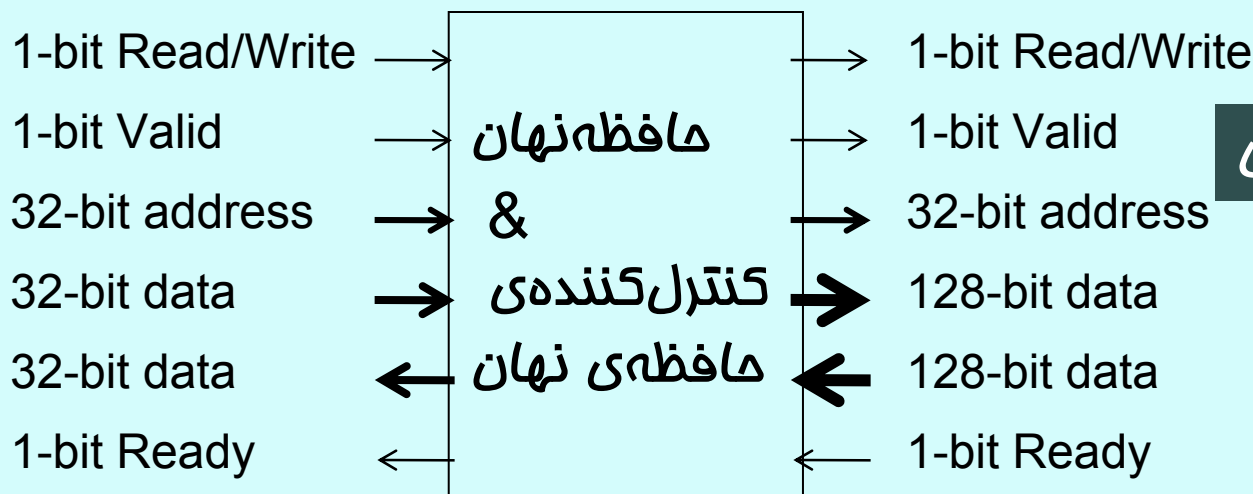 1-bit Read/Write
1-bit Valid
32-bit address
32-bit data
32-bit data
1-bit Ready
حافظه‌نهان
&
کنترل‌کننده‌ی
حافظه‌ی نهان
1-bit Read/Write
1-bit Valid
32-bit address
128-bit data
128-bit data
1-bit Ready